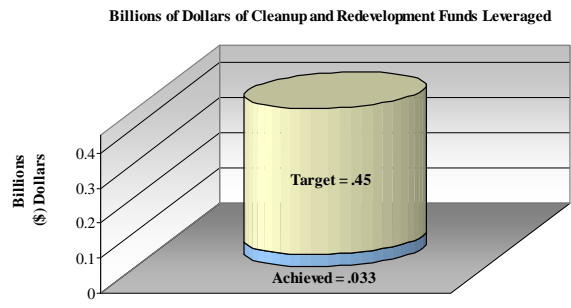 Billions of Dollars of Cleanup and Redevelopment Funds Leveraged
Billions
($) Dollars
0.4
0.3
0.2
0.1
0
Target = .45
Achieved = .033